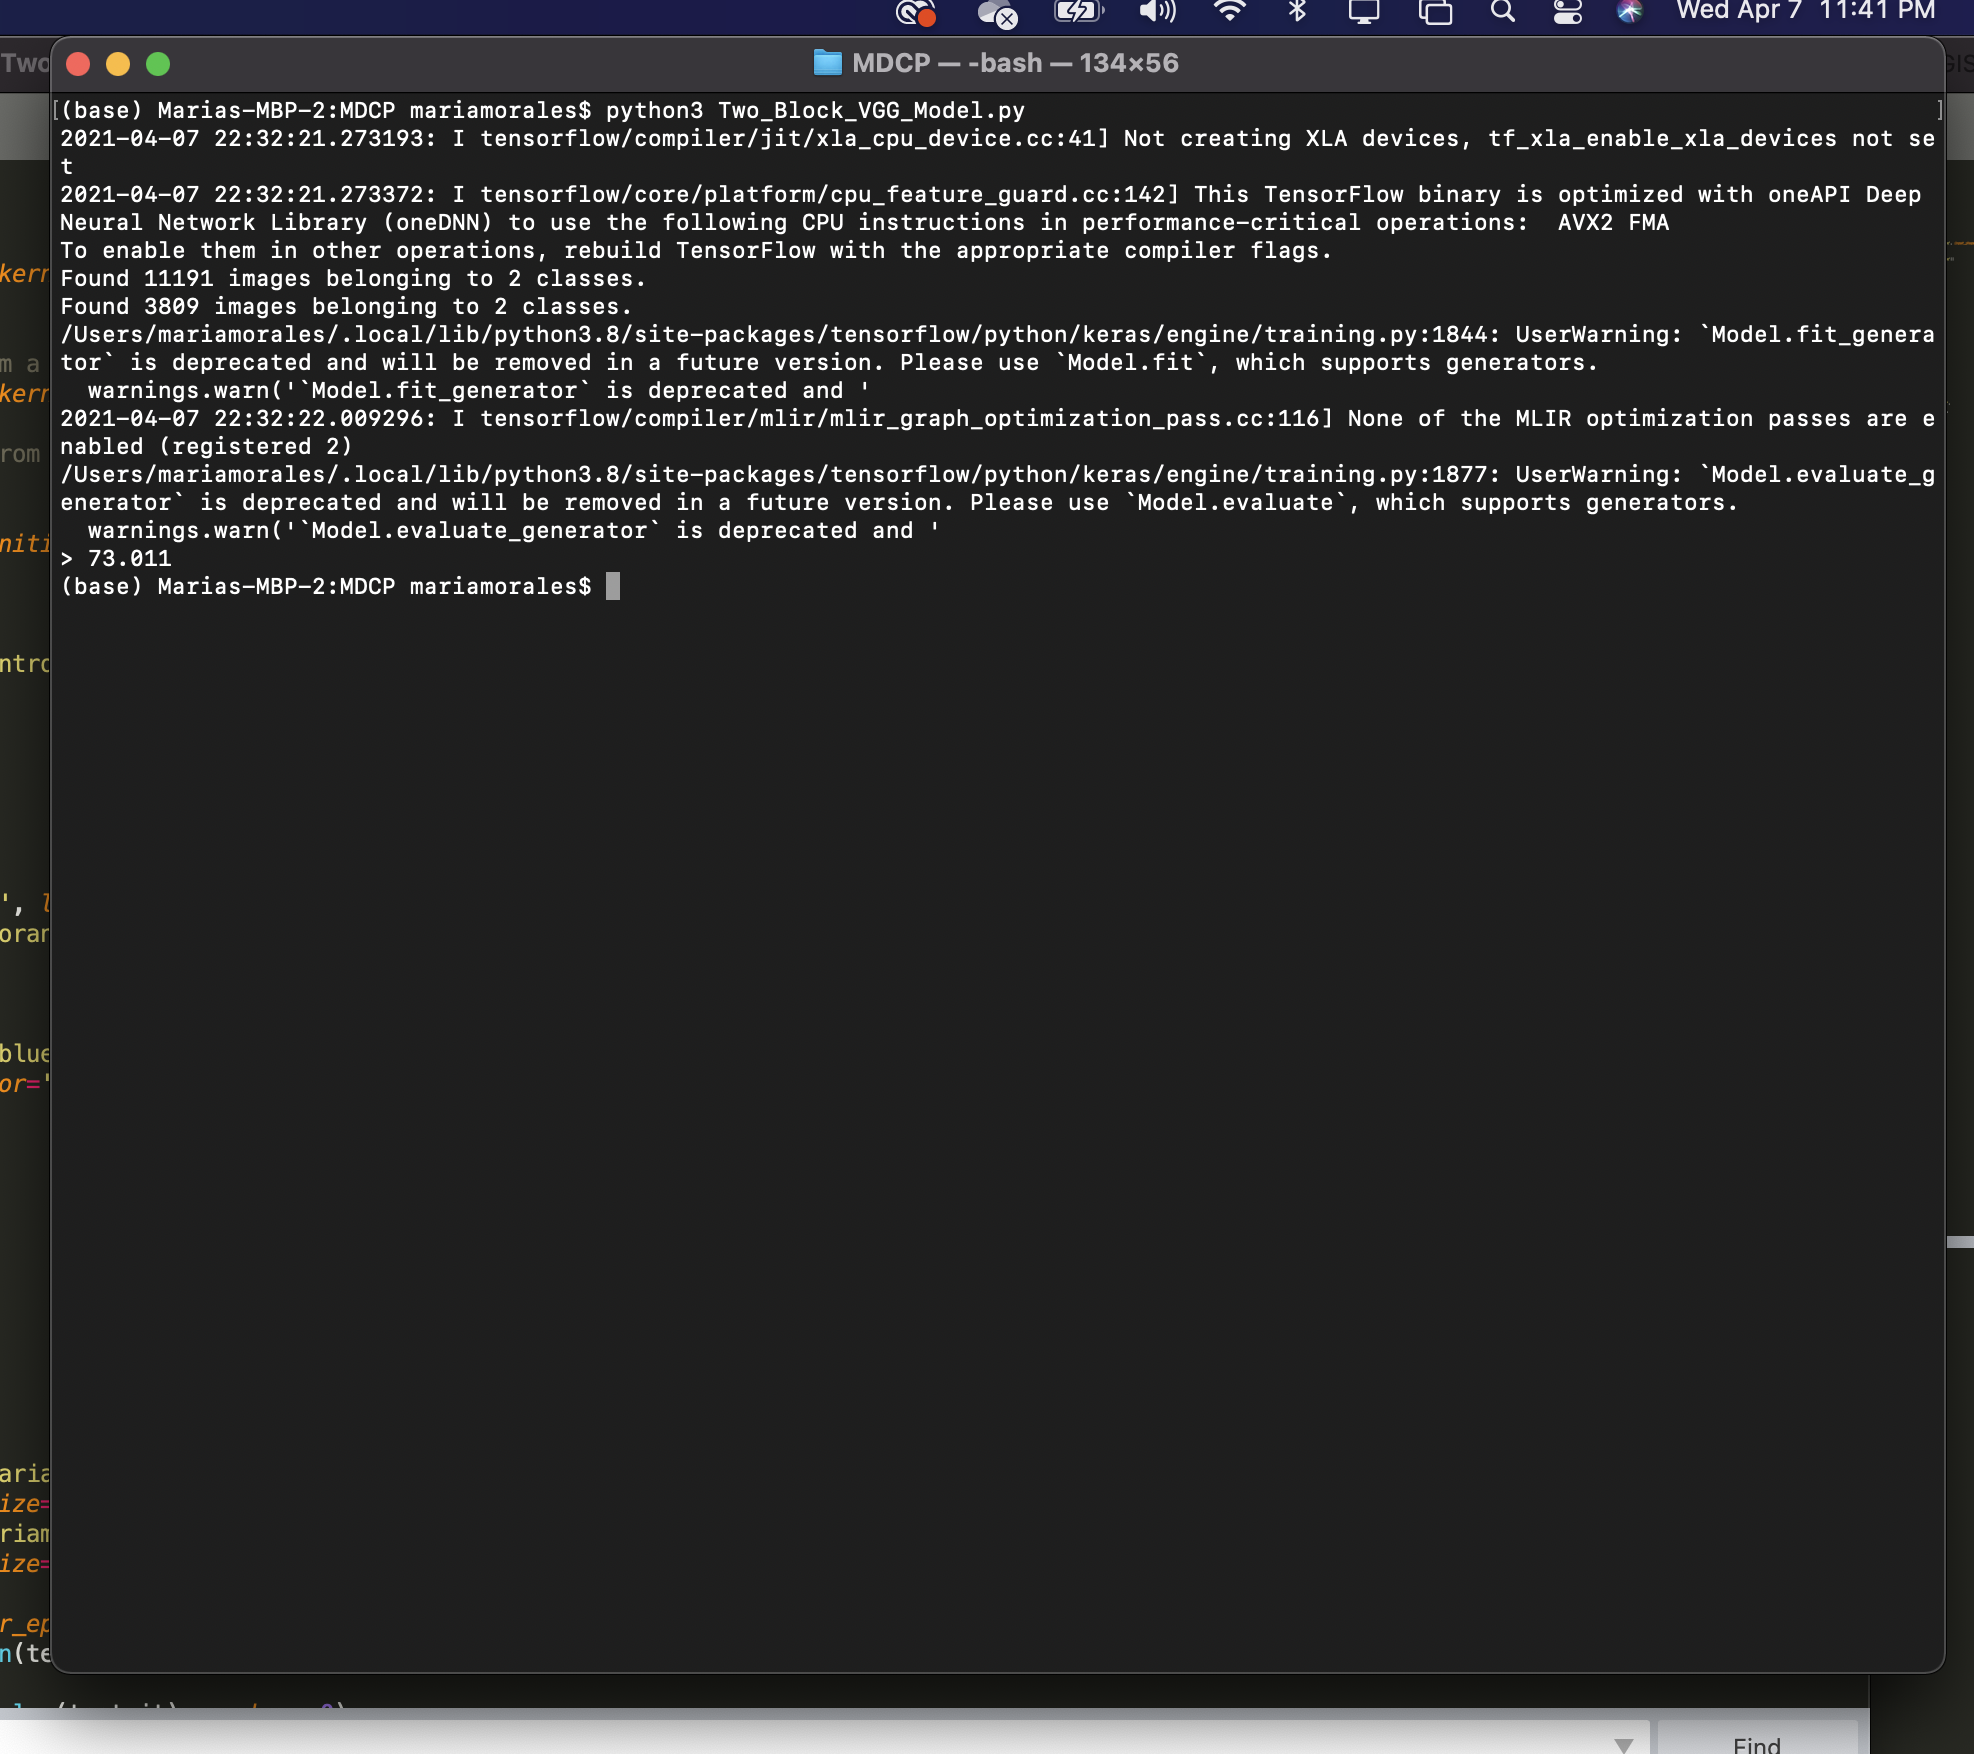 Wed Apr 7 11:41 PM
Two
MDCP — -bash — 134×56
GIS
[(base) Marias-MBP-2:MDCP mariamorales$ python3 Two_Block_VGG_Model.py ]
2021-04-07 22:32:21.273193: I tensorflow/compiler/jit/xla_cpu_device.cc:41] Not creating XLA devices, tf_xla_enable_xla_devices not se
t
2021-04-07 22:32:21.273372: I tensorflow/core/platform/cpu_feature_guard.cc:142] This TensorFlow binary is optimized with oneAPI Deep
Neural Network Library (oneDNN) to use the following CPU instructions in performance-critical operations:  AVX2 FMA
To enable them in other operations, rebuild TensorFlow with the appropriate compiler flags.
Found 11191 images belonging to 2 classes.
Found 3809 images belonging to 2 classes.
/Users/mariamorales/.local/lib/python3.8/site-packages/tensorflow/python/keras/engine/training.py:1844: UserWarning: `Model.fit_genera
tor` is deprecated and will be removed in a future version. Please use `Model.fit`, which supports generators.
  warnings.warn('`Model.fit_generator` is deprecated and '
2021-04-07 22:32:22.009296: I tensorflow/compiler/mlir/mlir_graph_optimization_pass.cc:116] None of the MLIR optimization passes are e
nabled (registered 2)
/Users/mariamorales/.local/lib/python3.8/site-packages/tensorflow/python/keras/engine/training.py:1877: UserWarning: `Model.evaluate_g
enerator` is deprecated and will be removed in a future version. Please use `Model.evaluate`, which supports generators.
  warnings.warn('`Model.evaluate_generator` is deprecated and '
> 73.011
(base) Marias-MBP-2:MDCP mariamorales$
kern
m a
kern
rom
niti
ntro
', l
oran
blue
or='
aria
ize=
riam
ize=
r_ep
n(te
Find